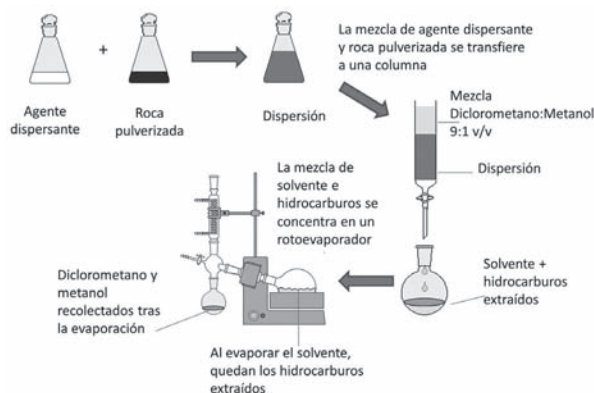 La mezcla de agente dispersante
y roca pulverizada se transfiere
a una columna
+
Agente
dispersante
Roca
pulverizada
Dispersión
Mezcla
Diclorometano:Metanol
9:1 v/v
Dispersión
La mezcla de
solvente e
hidrocarburos se
concentra en un
rotoevaporador
Solvente +
hidrocarburos
extraídos
Diclorometano y
metanol
recolectados tras
la evaporación
Al evaporar el solvente,
quedan los hidrocarburos
extraídos